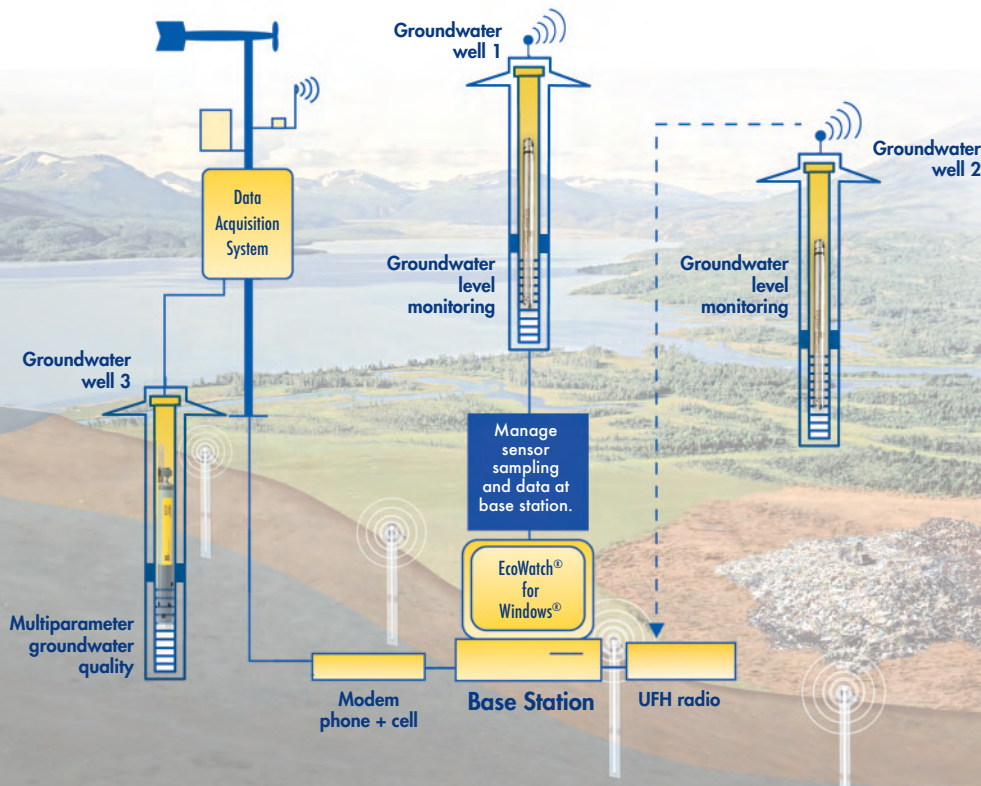 Groundwater
well 1
Groundwater
well 2
Data
Acquisition
System
Groundwater
level
monitoring
Groundwater
level
monitoring
Groundwater
well 3
Manage
sensor
sampling
and data at
base station.
EcoWatch®
for
Windows®
Multiparameter
groundwater
quality
Modem
phone + cell
Base Station
UFH radio